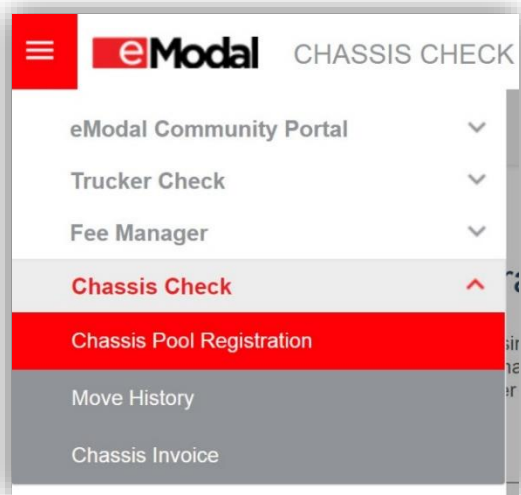 eModal CHASSIS CHECK
eModal Community Portal
Trucker Check
Fee Manager
Chassis Check
Chassis Pool Registration
Move History
Chassis Invoice